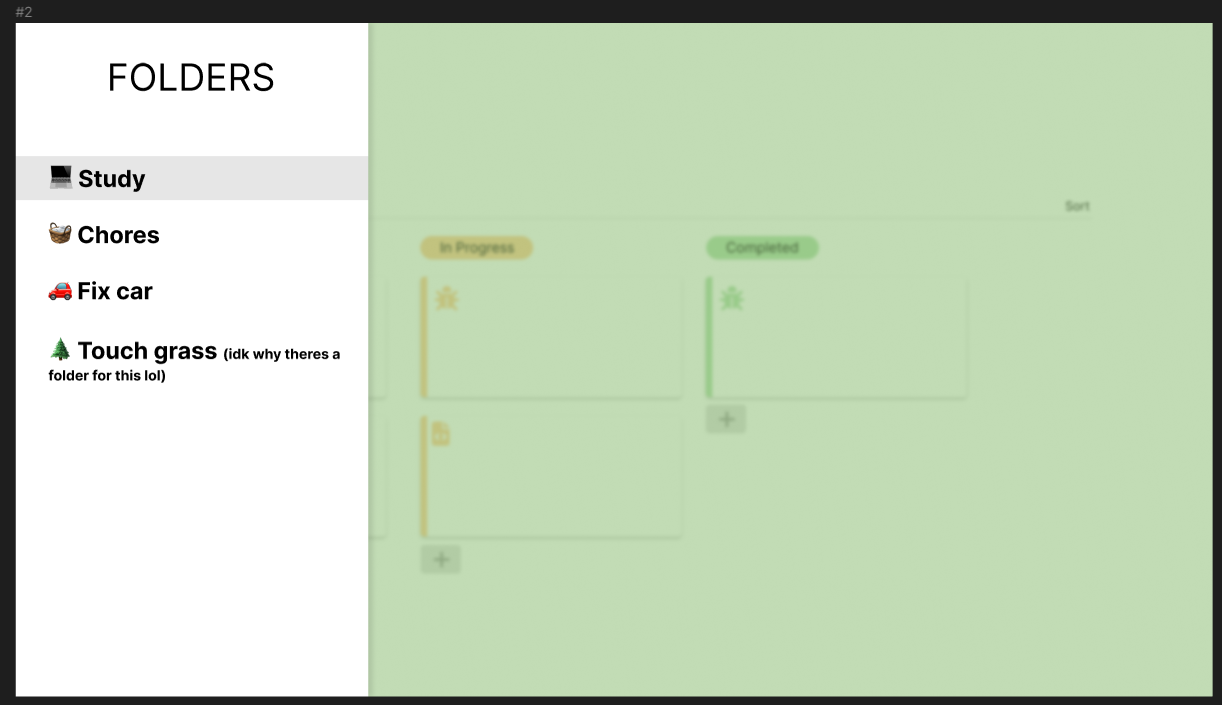 #2
FOLDERS
Study
Chores
Fix car
Touch grass (idk why theres a
folder for this lol)
Sort
In Progress
Completed